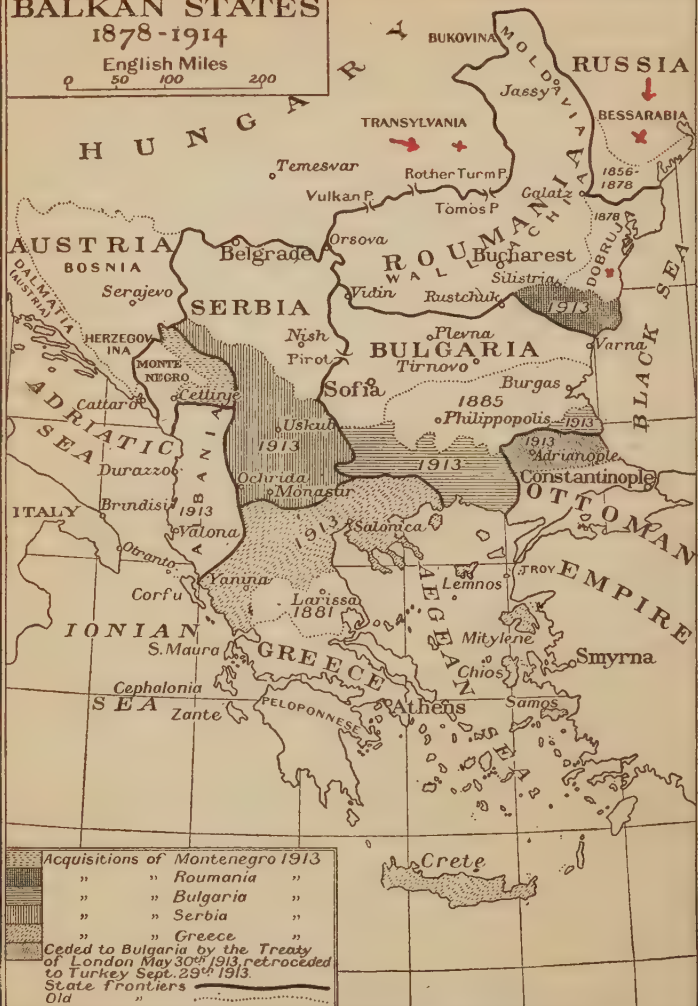 BALKAN STATES
1878-1914
English Miles
0 50 100 200
BUKOVINA
MOLDAVIA
RUSSIA
Jassy
BESSARABIA
TRANSYLVANIA
HUNGARY
Temesvar
Rother Turm P.
1856-
1878
Vulkan P.
Tomos P.
Galatz
1878
AUSTRIA
BOSNIA
Belgrade
Orsova
ROUMANIA
WALLACHIA
Bucharest
DOBRUJA
DALMATIA
(AUSTRIA)
Serajevo
SERBIA
Vidin
Rustchuk
Silistria
1913
BLACK SEA
HERZEGOV
INA
Nish
Plevna
Varna
MONTE
NEGRO
Pirot
BULGARIA
Tirnovo
Cettinje
Sofia
1885
Burgas
Cattaro
Philippopolis
1913
ADRIATIC
SEA
Uskub
1913
1913
Adrianople
Durazzo
ALBANIA
Ochrida
Monastir
1913
Constantinople
ITALY
Brindisi
1913
OTTOMAN
EMPIRE
Valona
1913
Salonica
Otranto
Yanina
AEGEAN
SEA
Lemnos
TROY
Corfu
Larissa
1881
IONIAN
SEA
Mitylene
S. Maura
GREECE
Chios
Smyrna
Cephalonia
Athens
Samos
Zante
PELOPONNESE
Crete
Acquisitions of Montenegro 1913
" " Roumania "
" " Bulgaria "
" " Serbia "
" " Greece "
Ceded to Bulgaria by the Treaty
of London May 30th 1913, retroceded
to Turkey Sept. 29th 1913.
State frontiers
Old "